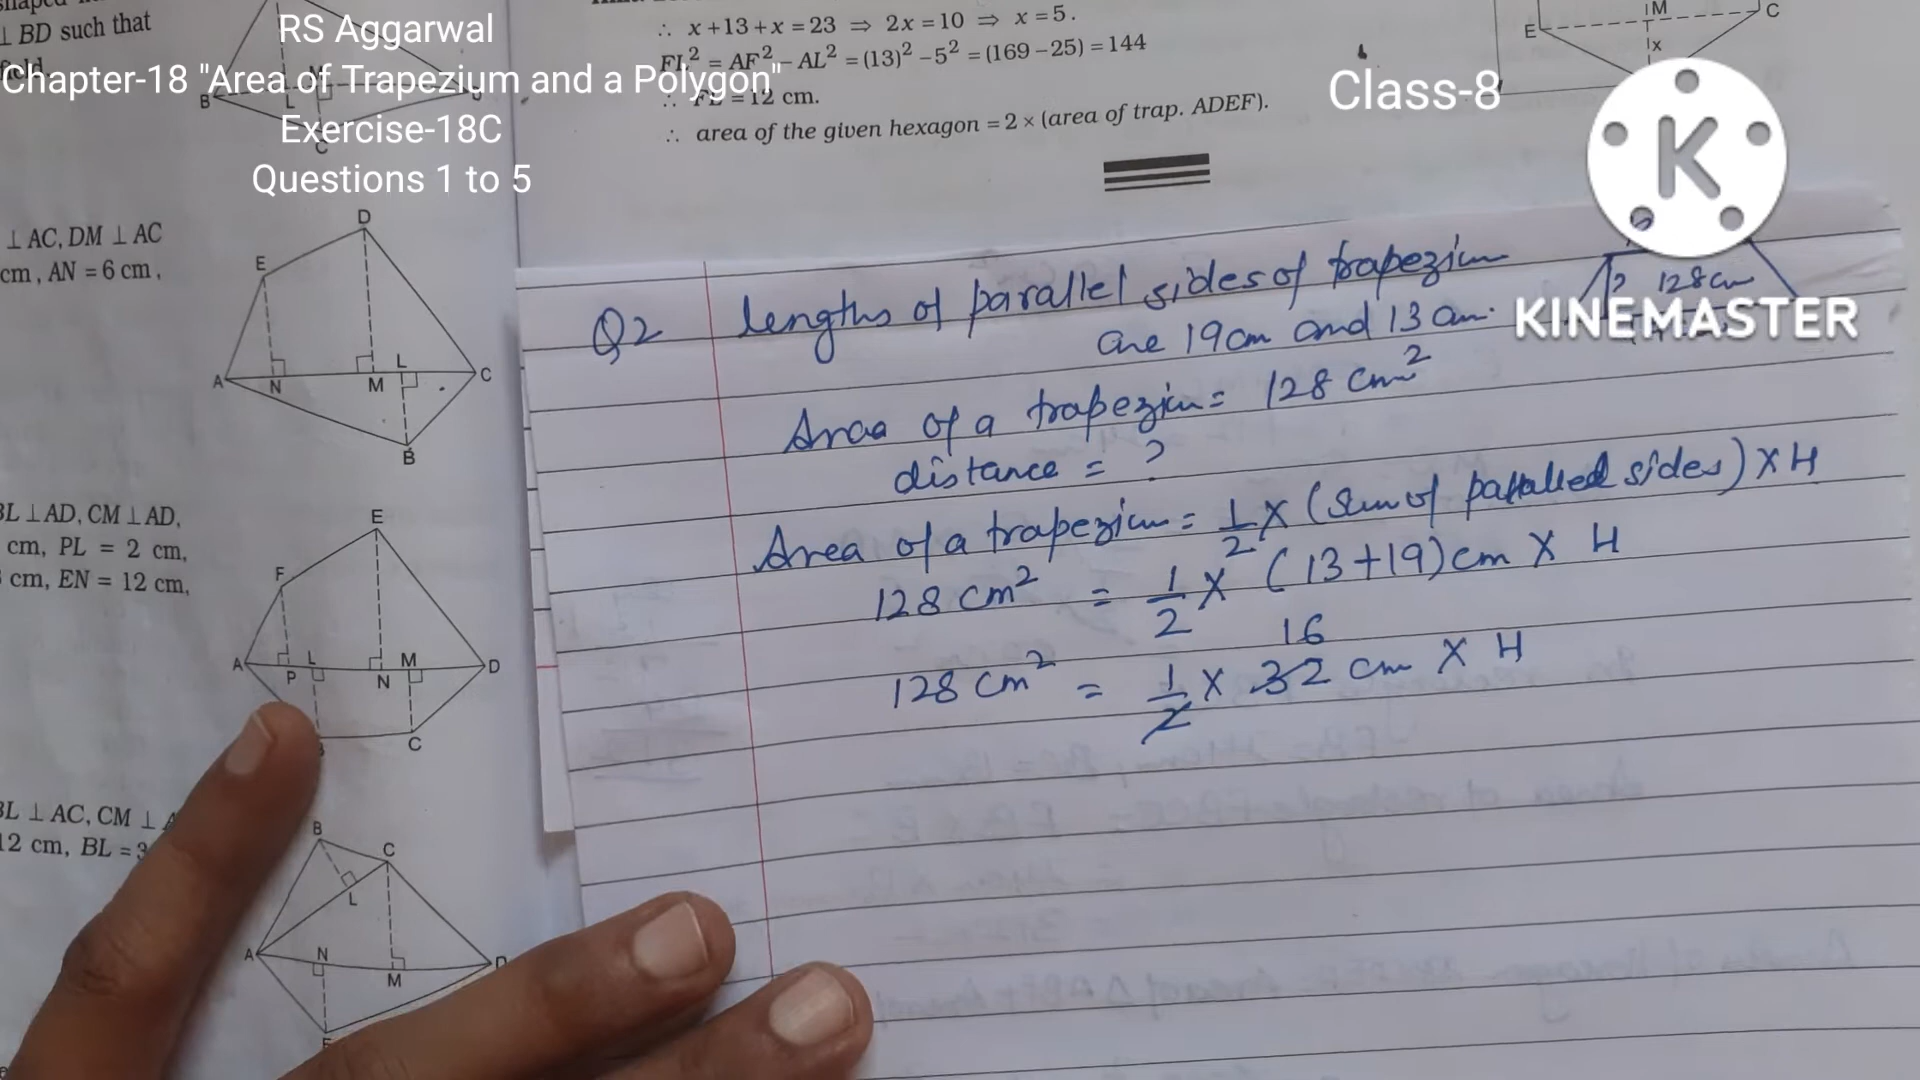 ⊥ BD such that
field.
RS Aggarwal
Chapter-18 "Area of Trapezium and a Polygon"
Exercise-18C
Questions 1 to 5
Class-8
B L M D
C
∴ x + 13 + x = 23 ⇒ 2x = 10 ⇒ x = 5.
FL² = AF² – AL² = (13)² – 5² = (169 – 25) = 144
∴ FL = 12 cm.
∴ area of the given hexagon = 2 × (area of trap. ADEF).
E M C
x
K
KINEMASTER
⊥ AC, DM ⊥ AC
cm, AN = 6 cm,
D
E
A N M L C
B
BL ⊥ AD, CM ⊥ AD,
cm, PL = 2 cm,
cm, EN = 12 cm,
E
F
A P L N M D
B C
BL ⊥ AC, CM ⊥ A
12 cm, BL = 3
B
C
L
A N M D
E
Q2 lengths of parallel sides of trapezium
are 19cm and 13 cm.
128cm
Area of a trapezium = 128 cm²
distance = ?
Area of a trapezium = 1/2 × (Sum of parallel sides) × H
128 cm² = 1/2 × (13+19) cm × H
16
128 cm² = 1/2 × 32 cm × H